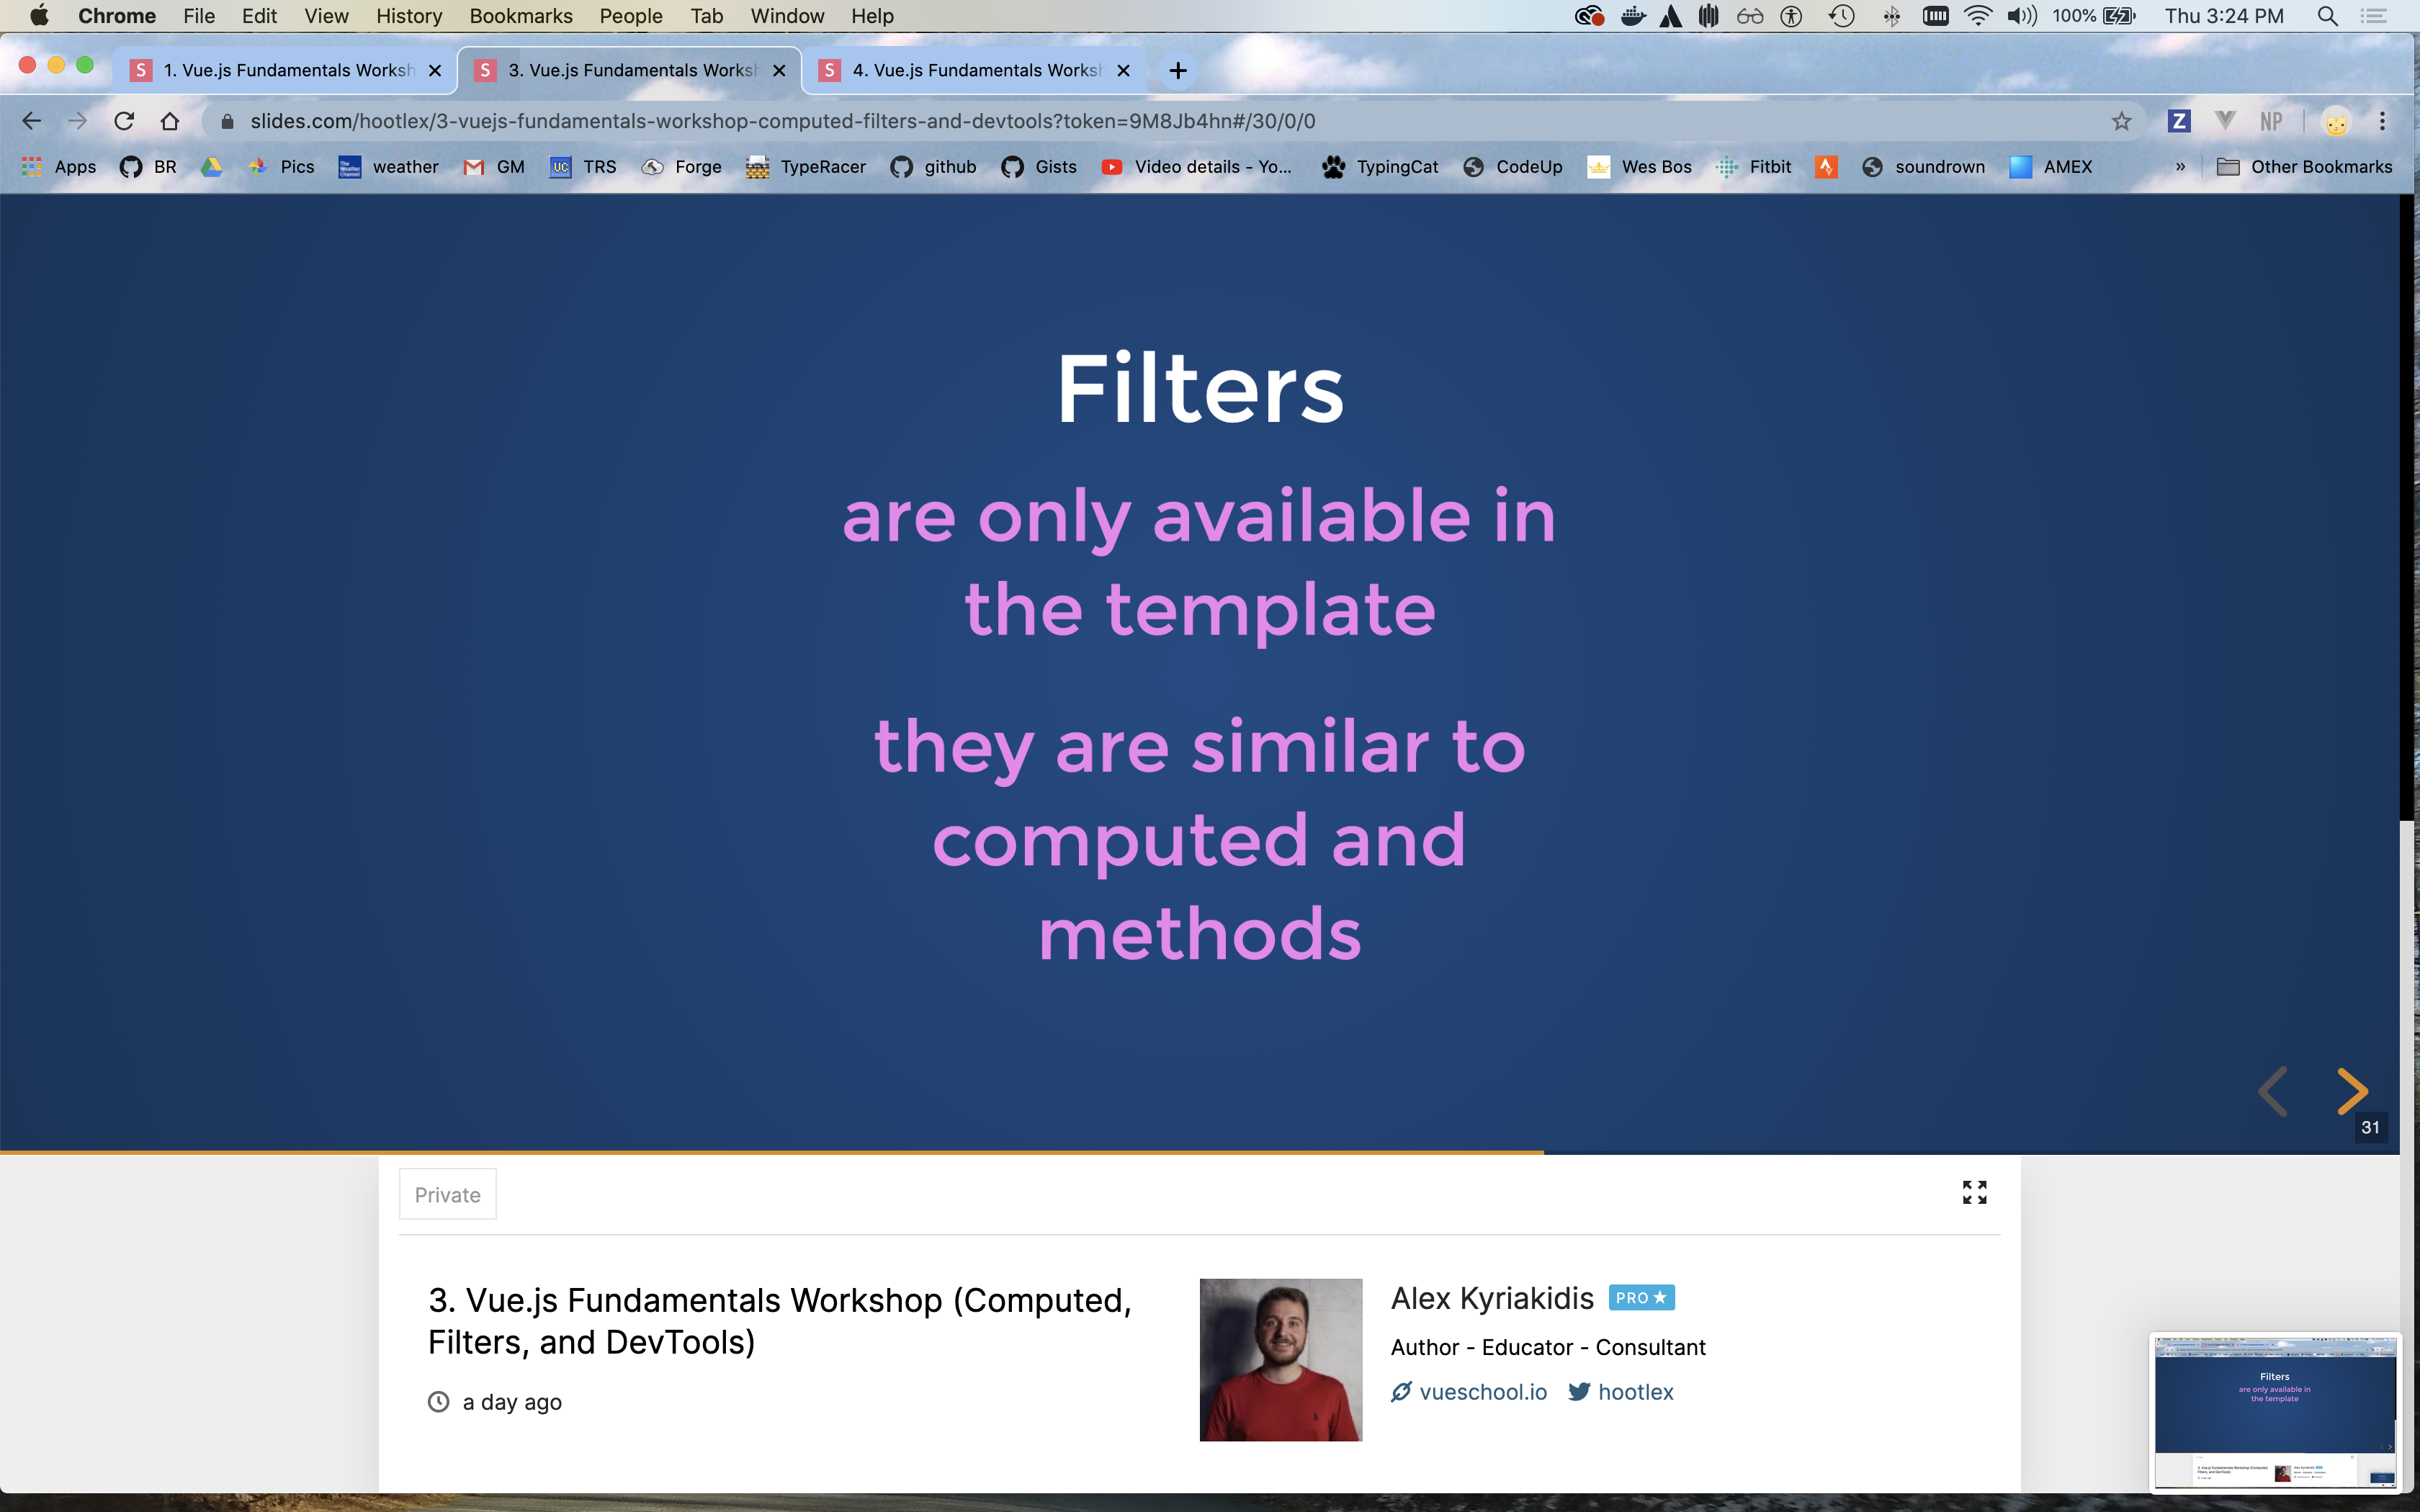 Chrome File Edit View History Bookmarks People Tab Window Help 100% Thu 3:24 PM
S 1. Vue.js Fundamentals Worksh S 3. Vue.js Fundamentals Works S 4. Vue.js Fundamentals Works
slides.com/hootlex/3-vuejs-fundamentals-workshop-computed-filters-and-devtools?token=9M8Jb4hn#/30/0/0 Z NP
Apps BR Pics weather GM UC TRS Forge TypeRacer github Gists Video details - Yo... TypingCat CodeUp Wes Bos Fitbit soundrown AMEX » Other Bookmarks
Filters
are only available in
the template
they are similar to
computed and
methods
31
Private
3. Vue.js Fundamentals Workshop (Computed,
Filters, and DevTools)
a day ago
Alex Kyriakidis PRO
Author - Educator - Consultant
vueschool.io hootlex
Filters
are only available in
the template